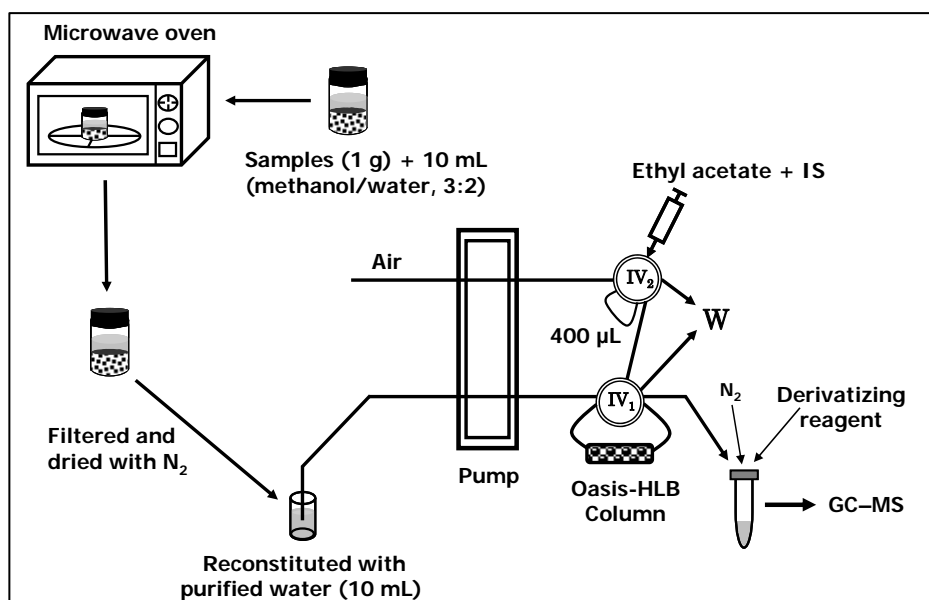 Microwave oven
Samples (1 g) + 10 mL
(methanol/water, 3:2)
Ethyl acetate + IS
Air
IV₂
400 µL
W
IV₁
N₂
Derivatizing
reagent
Filtered and
dried with N₂
Pump
Oasis-HLB
Column
GC–MS
Reconstituted with
purified water (10 mL)